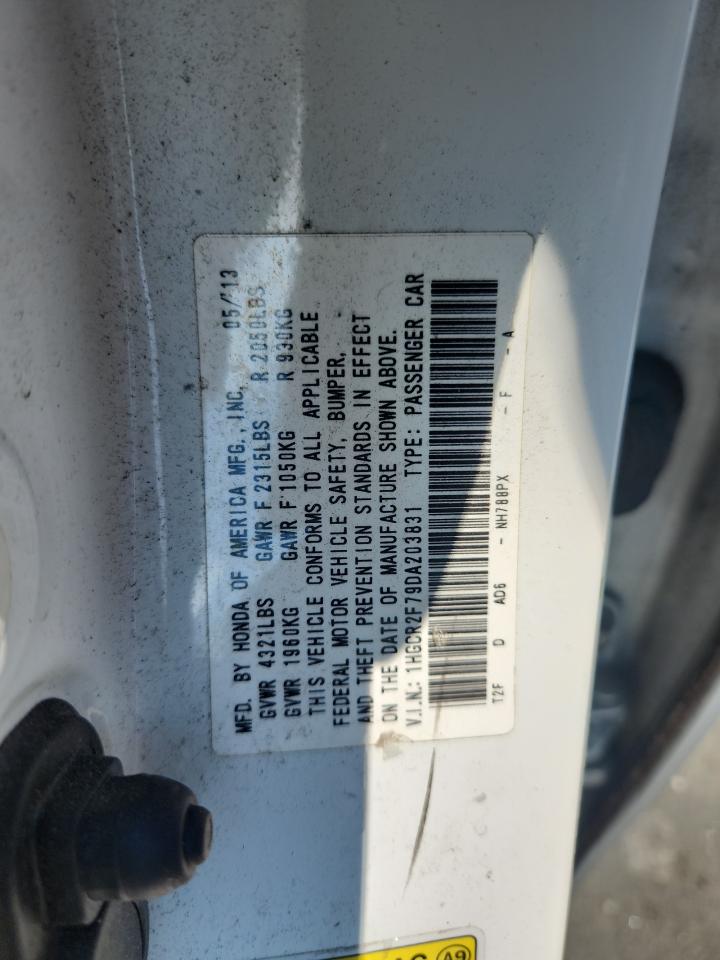 MFD. BY HONDA OF AMERICA MFG., INC. 05/'13
GVWR 4321LBS GAWR F 2315LBS R 2050LBS
GVWR 1960KG GAWR F 1050KG R 930KG
THIS VEHICLE CONFORMS TO ALL APPLICABLE
FEDERAL MOTOR VEHICLE SAFETY, BUMPER,
AND THEFT PREVENTION STANDARDS IN EFFECT
ON THE DATE OF MANUFACTURE SHOWN ABOVE.
V.I.N.: 1HGCR2F79DA203831 TYPE: PASSENGER CAR
T2F D AD6 - NH788PX - F - A
A9